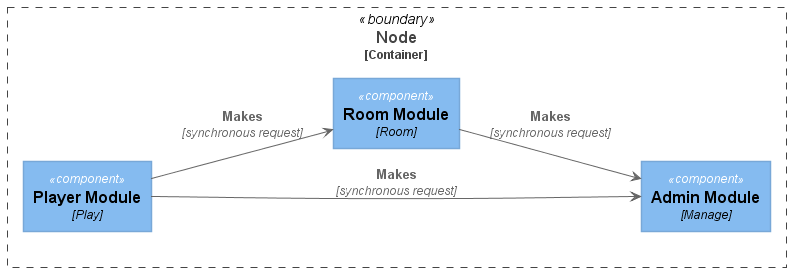 «boundary»
Node
[Container]
«component»
Room Module
[Room]
Makes
[synchronous request]
Makes
[synchronous request]
«component»
Player Module
[Play]
Makes
[synchronous request]
«component»
Admin Module
[Manage]